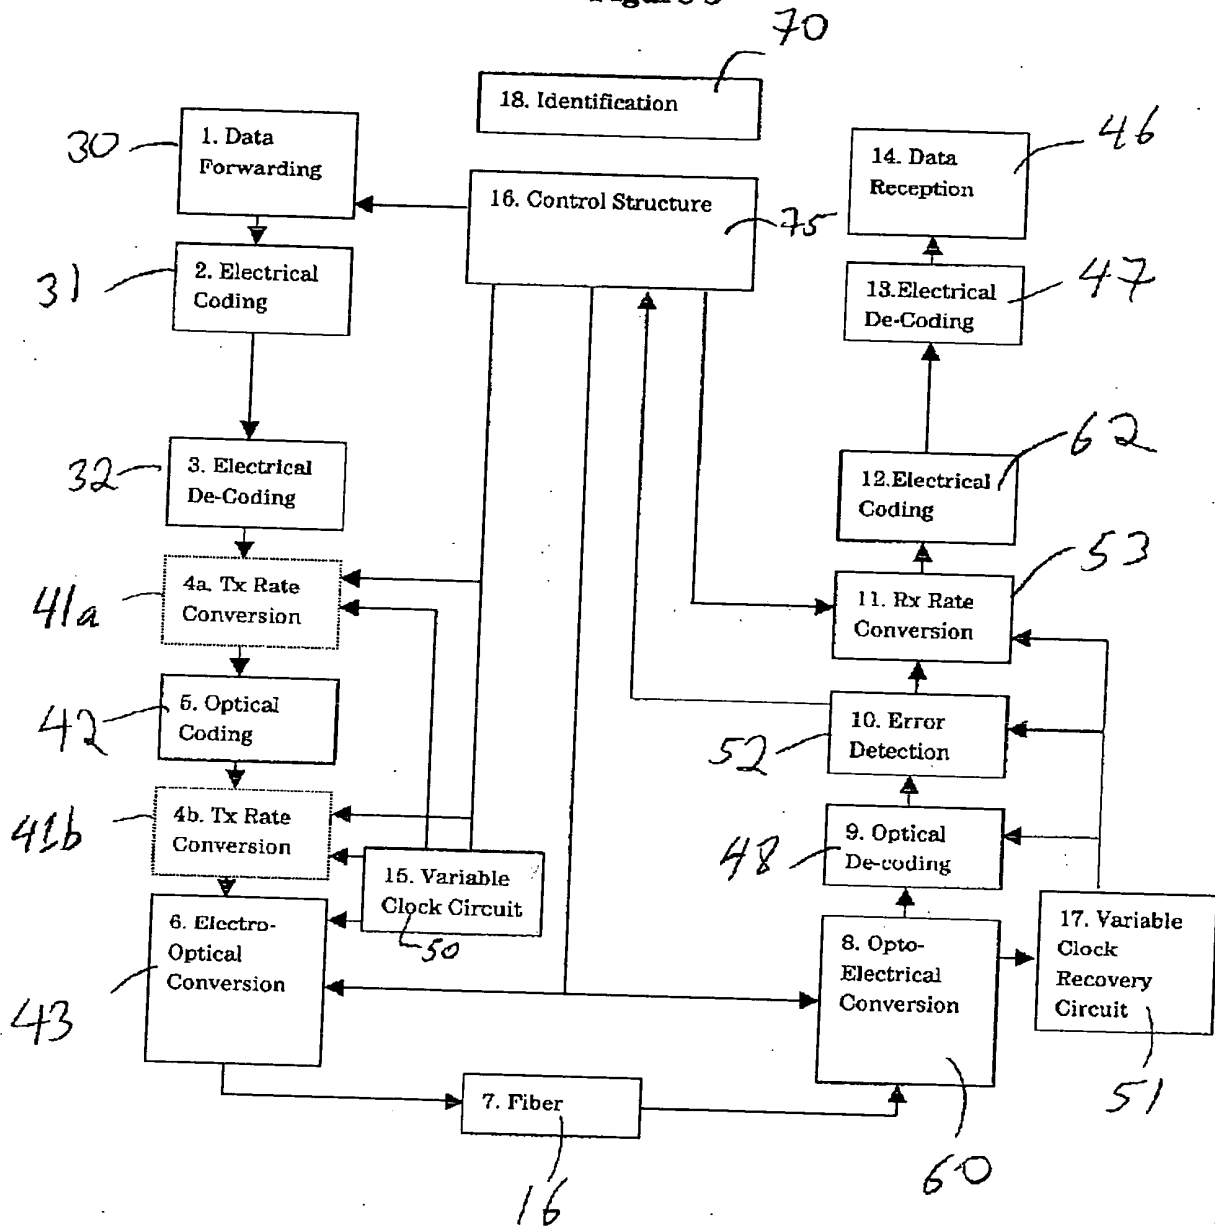 70
18. Identification
30
1. Data
Forwarding
16. Control Structure
75
14. Data
Reception
46
31
2. Electrical
Coding
13.Electrical
De-Coding
47
32
3. Electrical
De-Coding
12.Electrical
Coding
62
41a
4a. Tx Rate
Conversion
11. Rx Rate
Conversion
53
42
5. Optical
Coding
10. Error
Detection
52
41b
4b. Tx Rate
Conversion
15. Variable
Clock Circuit
50
9. Optical
De-coding
48
6. Electro-
Optical
Conversion
43
8. Opto-
Electrical
Conversion
60
17. Variable
Clock
Recovery
Circuit
51
7. Fiber
16